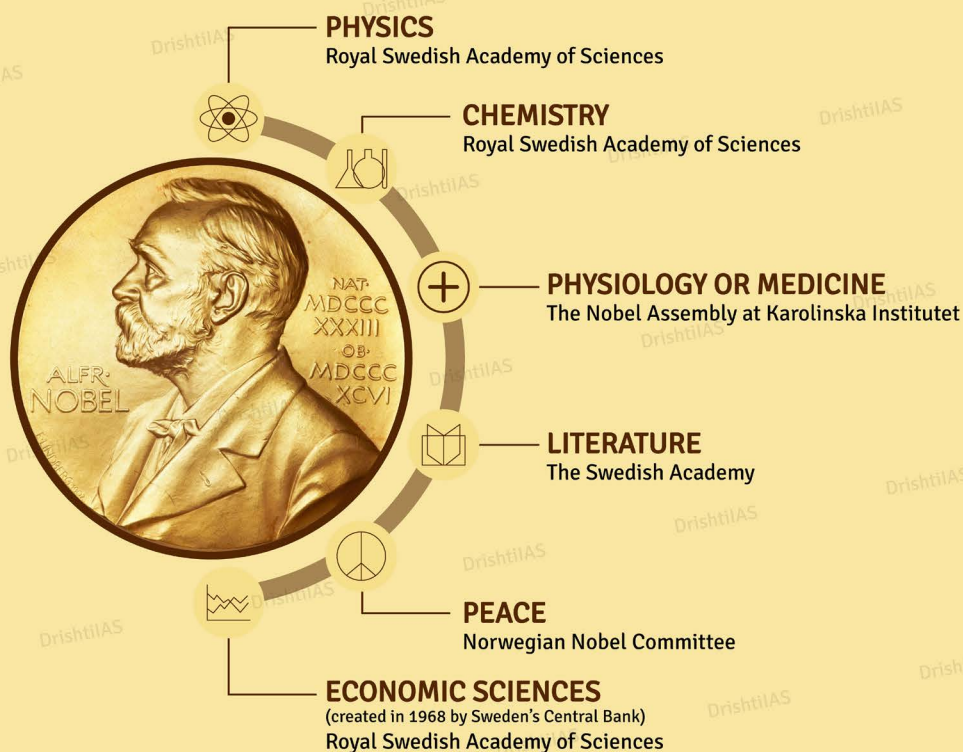 PHYSICS
Royal Swedish Academy of Sciences
CHEMISTRY
Royal Swedish Academy of Sciences
PHYSIOLOGY OR MEDICINE
The Nobel Assembly at Karolinska Institutet
LITERATURE
The Swedish Academy
PEACE
Norwegian Nobel Committee
ECONOMIC SCIENCES
(created in 1968 by Sweden's Central Bank)
Royal Swedish Academy of Sciences
ALFR·
NOBEL
NAT·
MDCCC
XXXIII
OB·
MDCCC
XCVI
DrishtiIAS